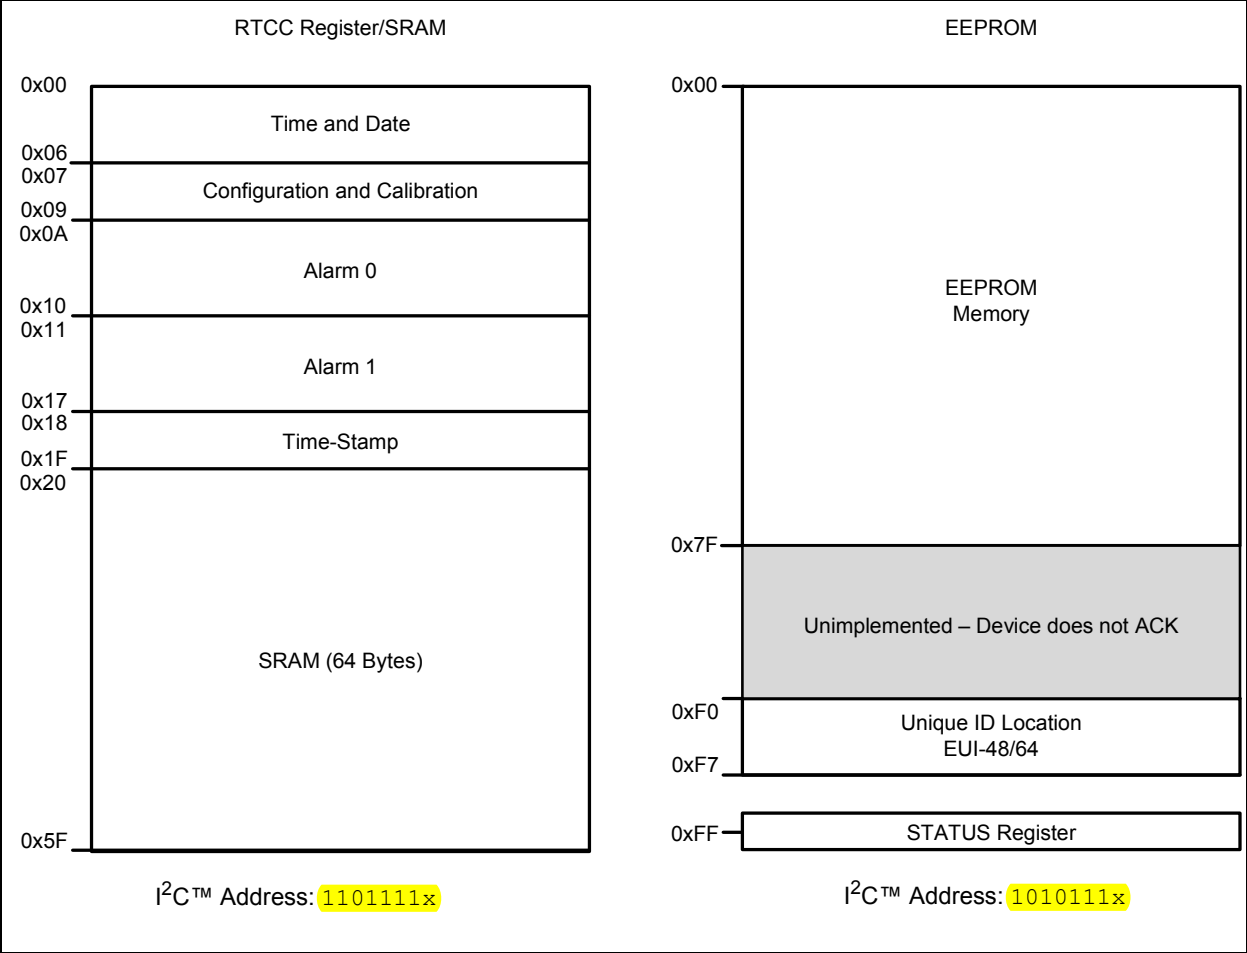 RTCC Register/SRAM
0x00
Time and Date
0x06
0x07
Configuration and Calibration
0x09
0x0A
Alarm 0
0x10
0x11
Alarm 1
0x17
0x18
Time-Stamp
0x1F
0x20
SRAM (64 Bytes)
0x5F
I2C™ Address: 1101111x
EEPROM
0x00
EEPROM
Memory
0x7F
Unimplemented – Device does not ACK
0xF0
Unique ID Location
EUI-48/64
0xF7
0xFF
STATUS Register
I2C™ Address: 1010111x